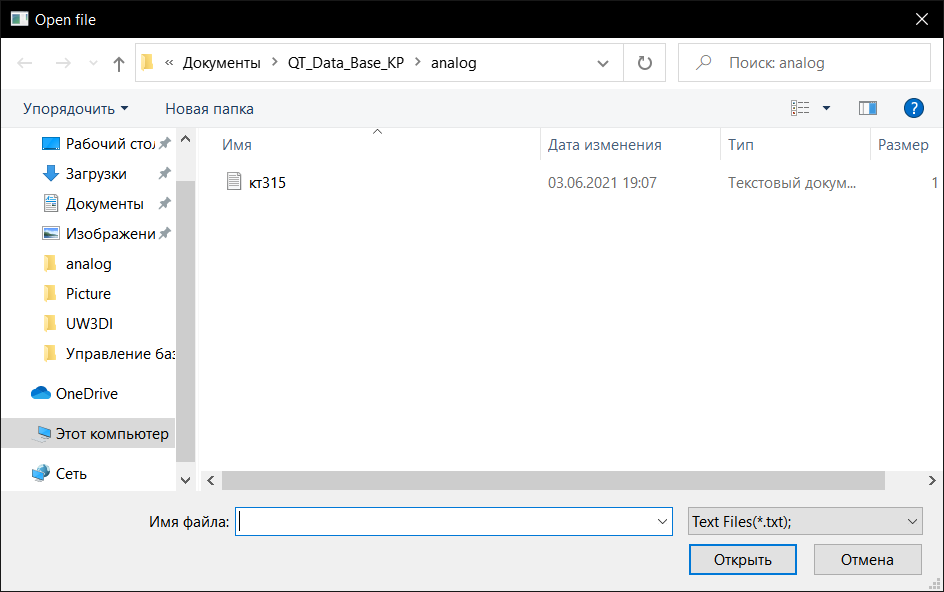 Open file
« Документы › QT_Data_Base_KP › analog
Поиск: analog
Упорядочить
Новая папка
?
Имя
Дата изменения
Тип
Размер
кт315
03.06.2021 19:07
Текстовый докум...
1
Рабочий стол
Загрузки
Документы
Изображени
analog
Picture
UW3DI
Управление баз
OneDrive
Этот компьютер
Сеть
Имя файла:
Text Files(*.txt);
Открыть
Отмена